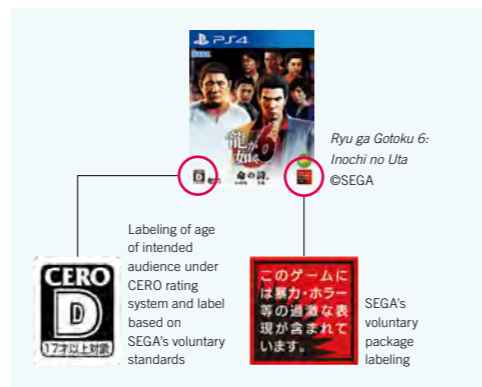 PS4
SEGA
龍が
如く
命の詩。
Ryu ga Gotoku 6:
Inochi no Uta
©SEGA
Labeling of age
of intended
audience under
CERO rating
system and label
based on
SEGA's voluntary
standards
CERO
D
17才以上対象
このゲームに
は暴力・ホラー
等の過激な表
現が含まれて
います。
SEGA's
voluntary
package
labeling